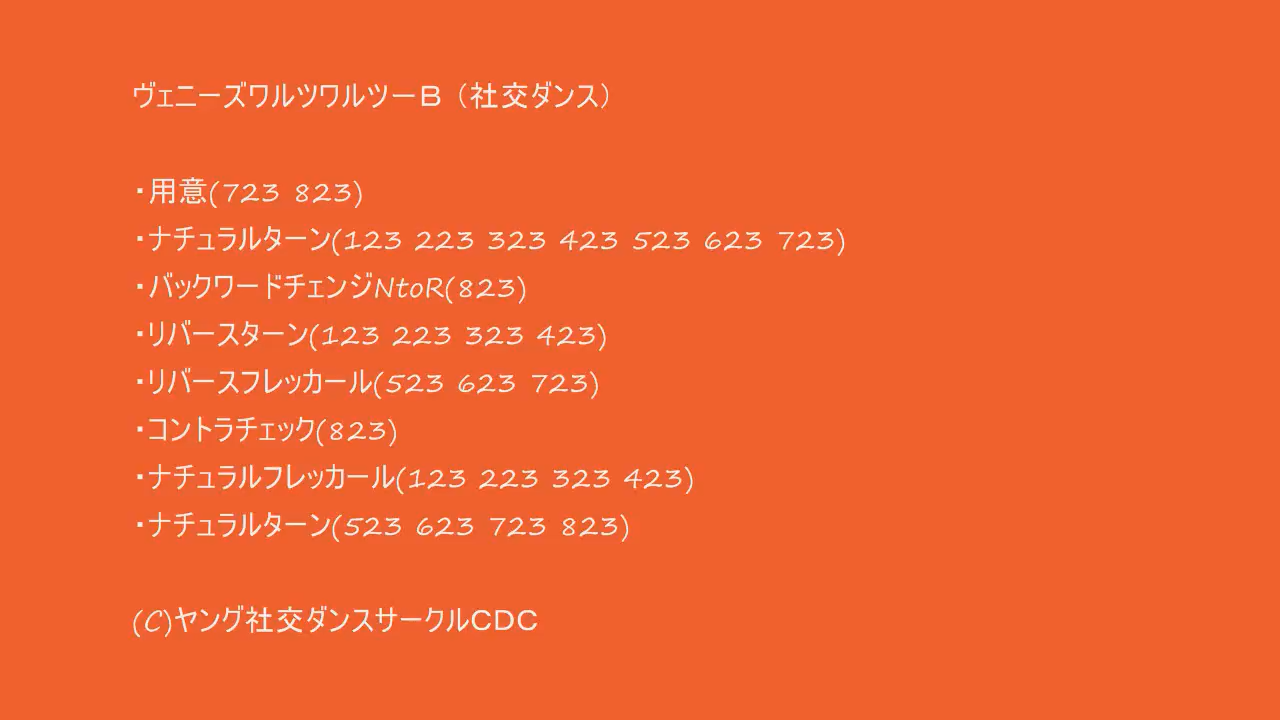 ヴェニーズワルツワルツーB（社交ダンス）
・用意(723 823)
・ナチュラルターン(123 223 323 423 523 623 723)
・バックワードチェンジNtoR(823)
・リバースターン(123 223 323 423)
・リバースフレッカール(523 623 723)
・コントラチェック(823)
・ナチュラルフレッカール(123 223 323 423)
・ナチュラルターン(523 623 723 823)
(C)ヤング社交ダンスサークルCDC